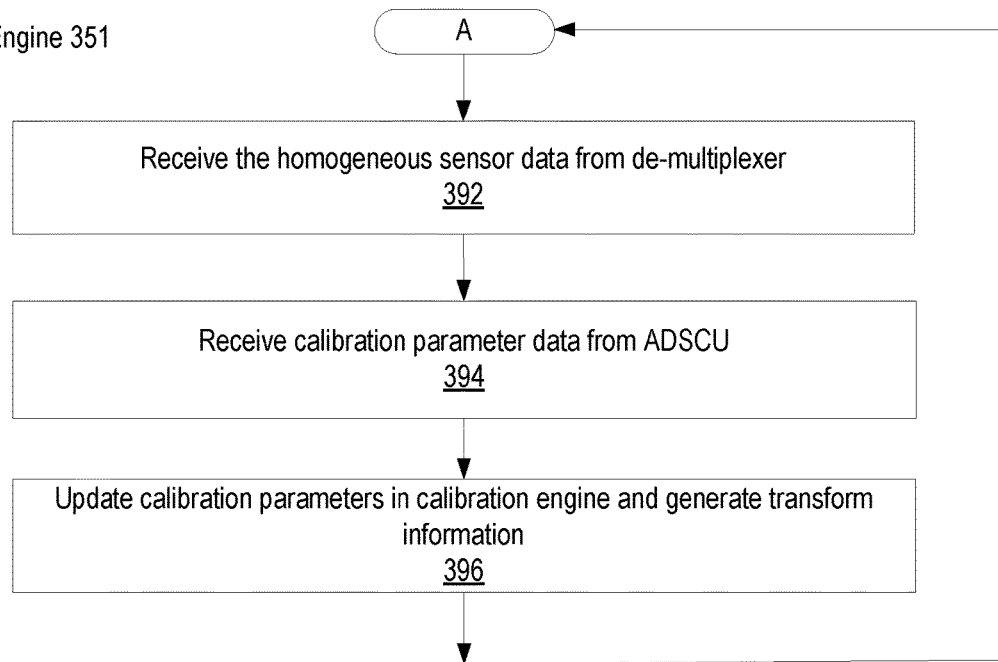 Engine 351
A
Receive the homogeneous sensor data from de-multiplexer
392
Receive calibration parameter data from ADSCU
394
Update calibration parameters in calibration engine and generate transform
information
396